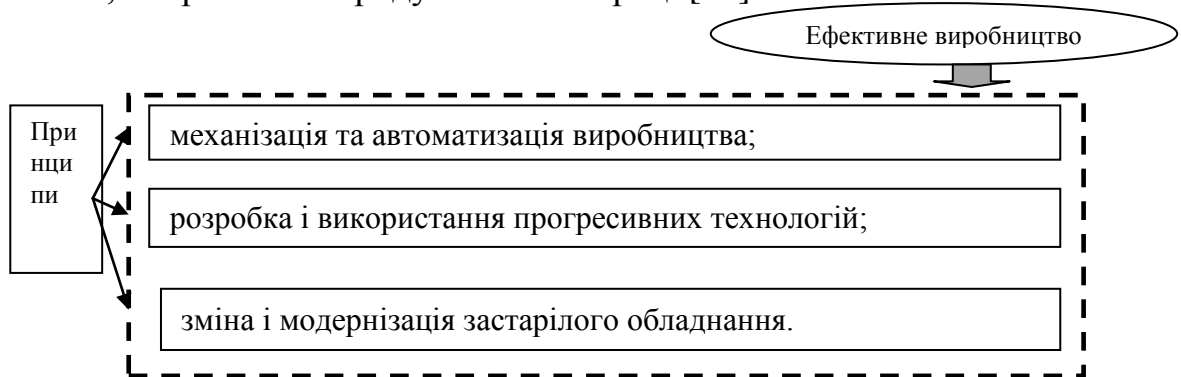 Ефективне виробництво
При
нци
пи
механізація та автоматизація виробництва;
розробка і використання прогресивних технологій;
зміна і модернізація застарілого обладнання.